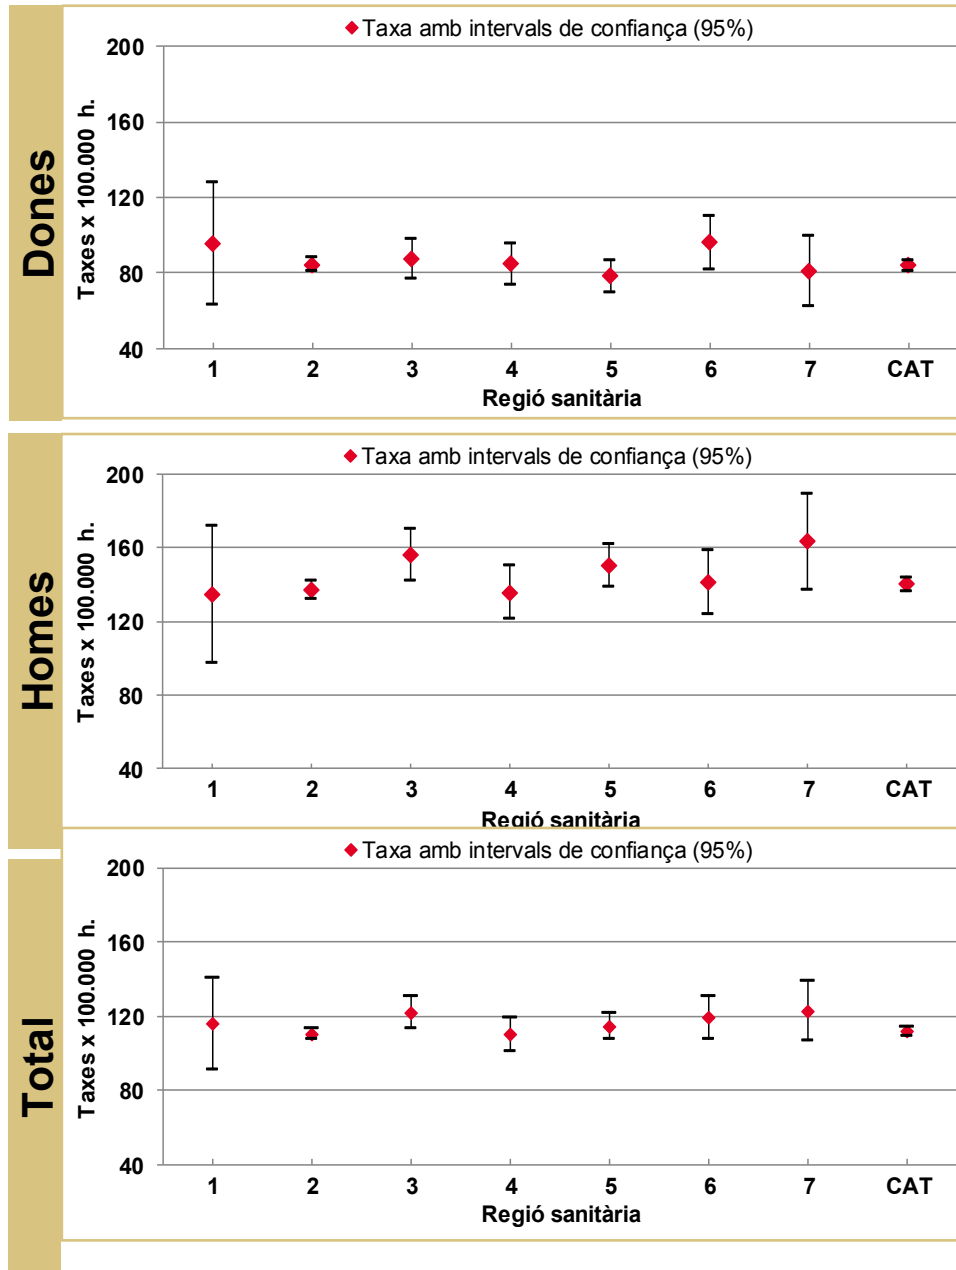 Dones
Taxa amb intervals de confiança (95%)
Taxes x 100.000 h.
200
160
120
80
40
1 2 3 4 5 6 7 CAT
Regió sanitària
Homes
Taxa amb intervals de confiança (95%)
Taxes x 100.000 h.
200
160
120
80
40
1 2 3 4 5 6 7 CAT
Regió sanitària
Total
Taxa amb intervals de confiança (95%)
Taxes x 100.000 h.
200
160
120
80
40
1 2 3 4 5 6 7 CAT
Regió sanitària